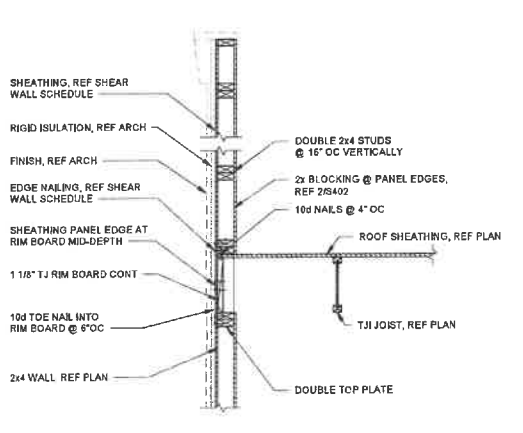 SHEATHING, REF SHEAR
WALL SCHEDULE
RIGID ISULATION, REF ARCH
FINISH, REF ARCH
EDGE NAILING, REF SHEAR
WALL SCHEDULE
SHEATHING PANEL EDGE AT
RIM BOARD MID-DEPTH
1 1/8" TJ RIM BOARD CONT
10d TOE NAIL INTO
RIM BOARD @ 6"OC
2x4 WALL REF PLAN
DOUBLE 2x4 STUDS
@ 16" OC VERTICALLY
2x BLOCKING @ PANEL EDGES,
REF 2/S402
10d NAILS @ 4" OC
ROOF SHEATHING, REF PLAN
TJI JOIST, REF PLAN
DOUBLE TOP PLATE